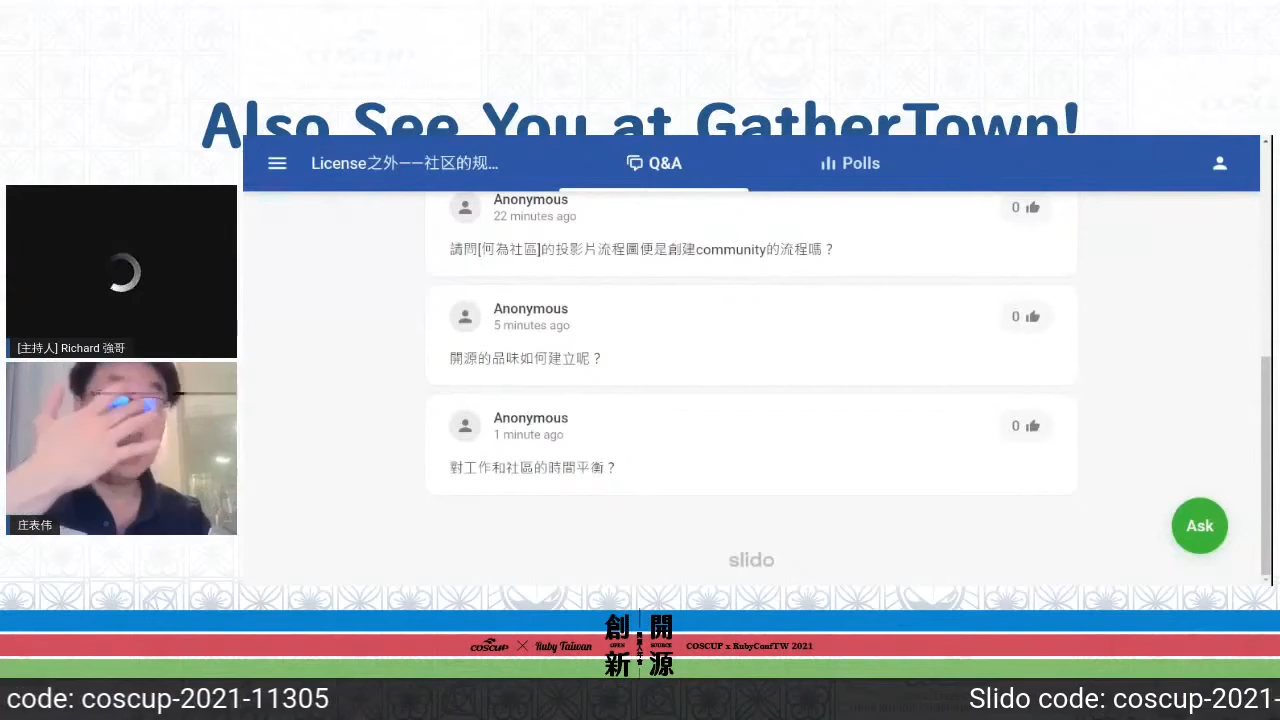 Also See You at GatherTown!
License之外——社区的规...
Q&A
Polls
Anonymous
22 minutes ago
0
請問[何為社區]的投影片流程圖便是創建community的流程嗎？
Anonymous
5 minutes ago
0
開源的品味如何建立呢？
Anonymous
1 minute ago
0
對工作和社區的時間平衡？
Ask
slido
[主持人] Richard 強哥
庄表伟
COSCUP
Ruby Taiwan
創新
開源
OPEN
SOURCE
COSCUP x RubyConfTW 2021
code: coscup-2021-11305
Slido code: coscup-2021-